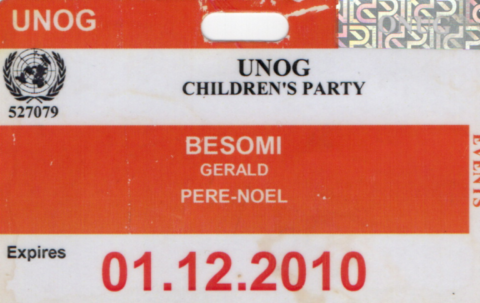 UNOG
UNOG
CHILDREN'S PARTY
527079
BESOMI
GERALD
PERE-NOEL
EVENTS
Expires
01.12.2010